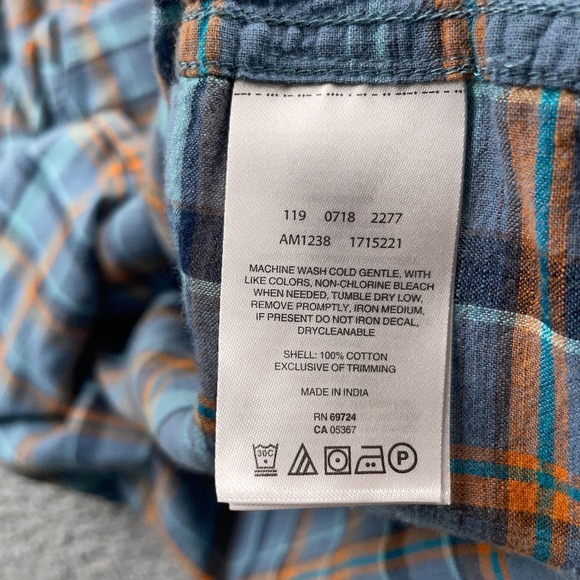 119 0718 2277
AM1238 1715221
MACHINE WASH COLD GENTLE, WITH
LIKE COLORS, NON-CHLORINE BLEACH
WHEN NEEDED, TUMBLE DRY LOW,
REMOVE PROMPTLY, IRON MEDIUM,
IF PRESENT DO NOT IRON DECAL,
DRYCLEANABLE
SHELL: 100% COTTON
EXCLUSIVE OF TRIMMING
MADE IN INDIA
RN 69724
CA 05367
30C P